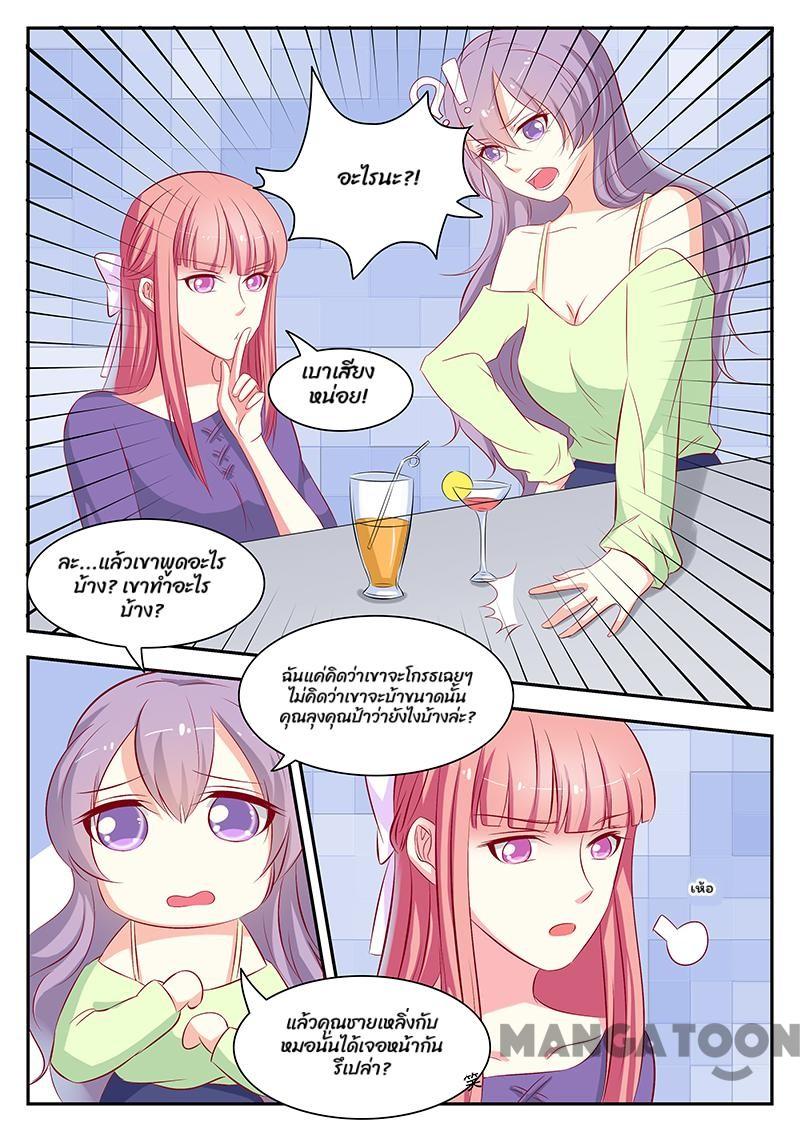 ?!
อะไรนะ?!
เบาเสียง
หน่อย!
ละ...แล้วเขาพูดอะไร
บ้าง? เขาทำอะไร
บ้าง?
ฉันแค่คิดว่าเขาจะโกรธเฉยๆ
ไม่คิดว่าเขาจะบ้าขนาดนั้น
คุณลุงคุณป้าว่ายังไงบ้างล่ะ?
เห้อ
แล้วคุณชายเหลิ่งกับ
หมอนั่นได้เจอหน้ากัน
รึเปล่า?
笑
MANGATOON